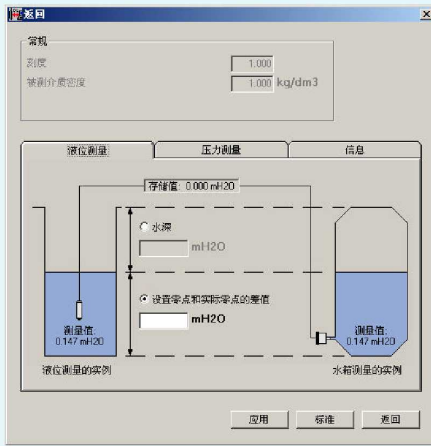 返回
常规
刻度 1.000
被测介质密度 1.000 kg/dm3
液位测量 压力测量 信息
存储值: 0.000 mH2O
水深
mH2O
设置零点和实际零点的差值
mH2O
测量值:
0.147 mH2O
测量值:
0.147 mH2O
液位测量的实例 水箱测量的实例
应用 标准 返回